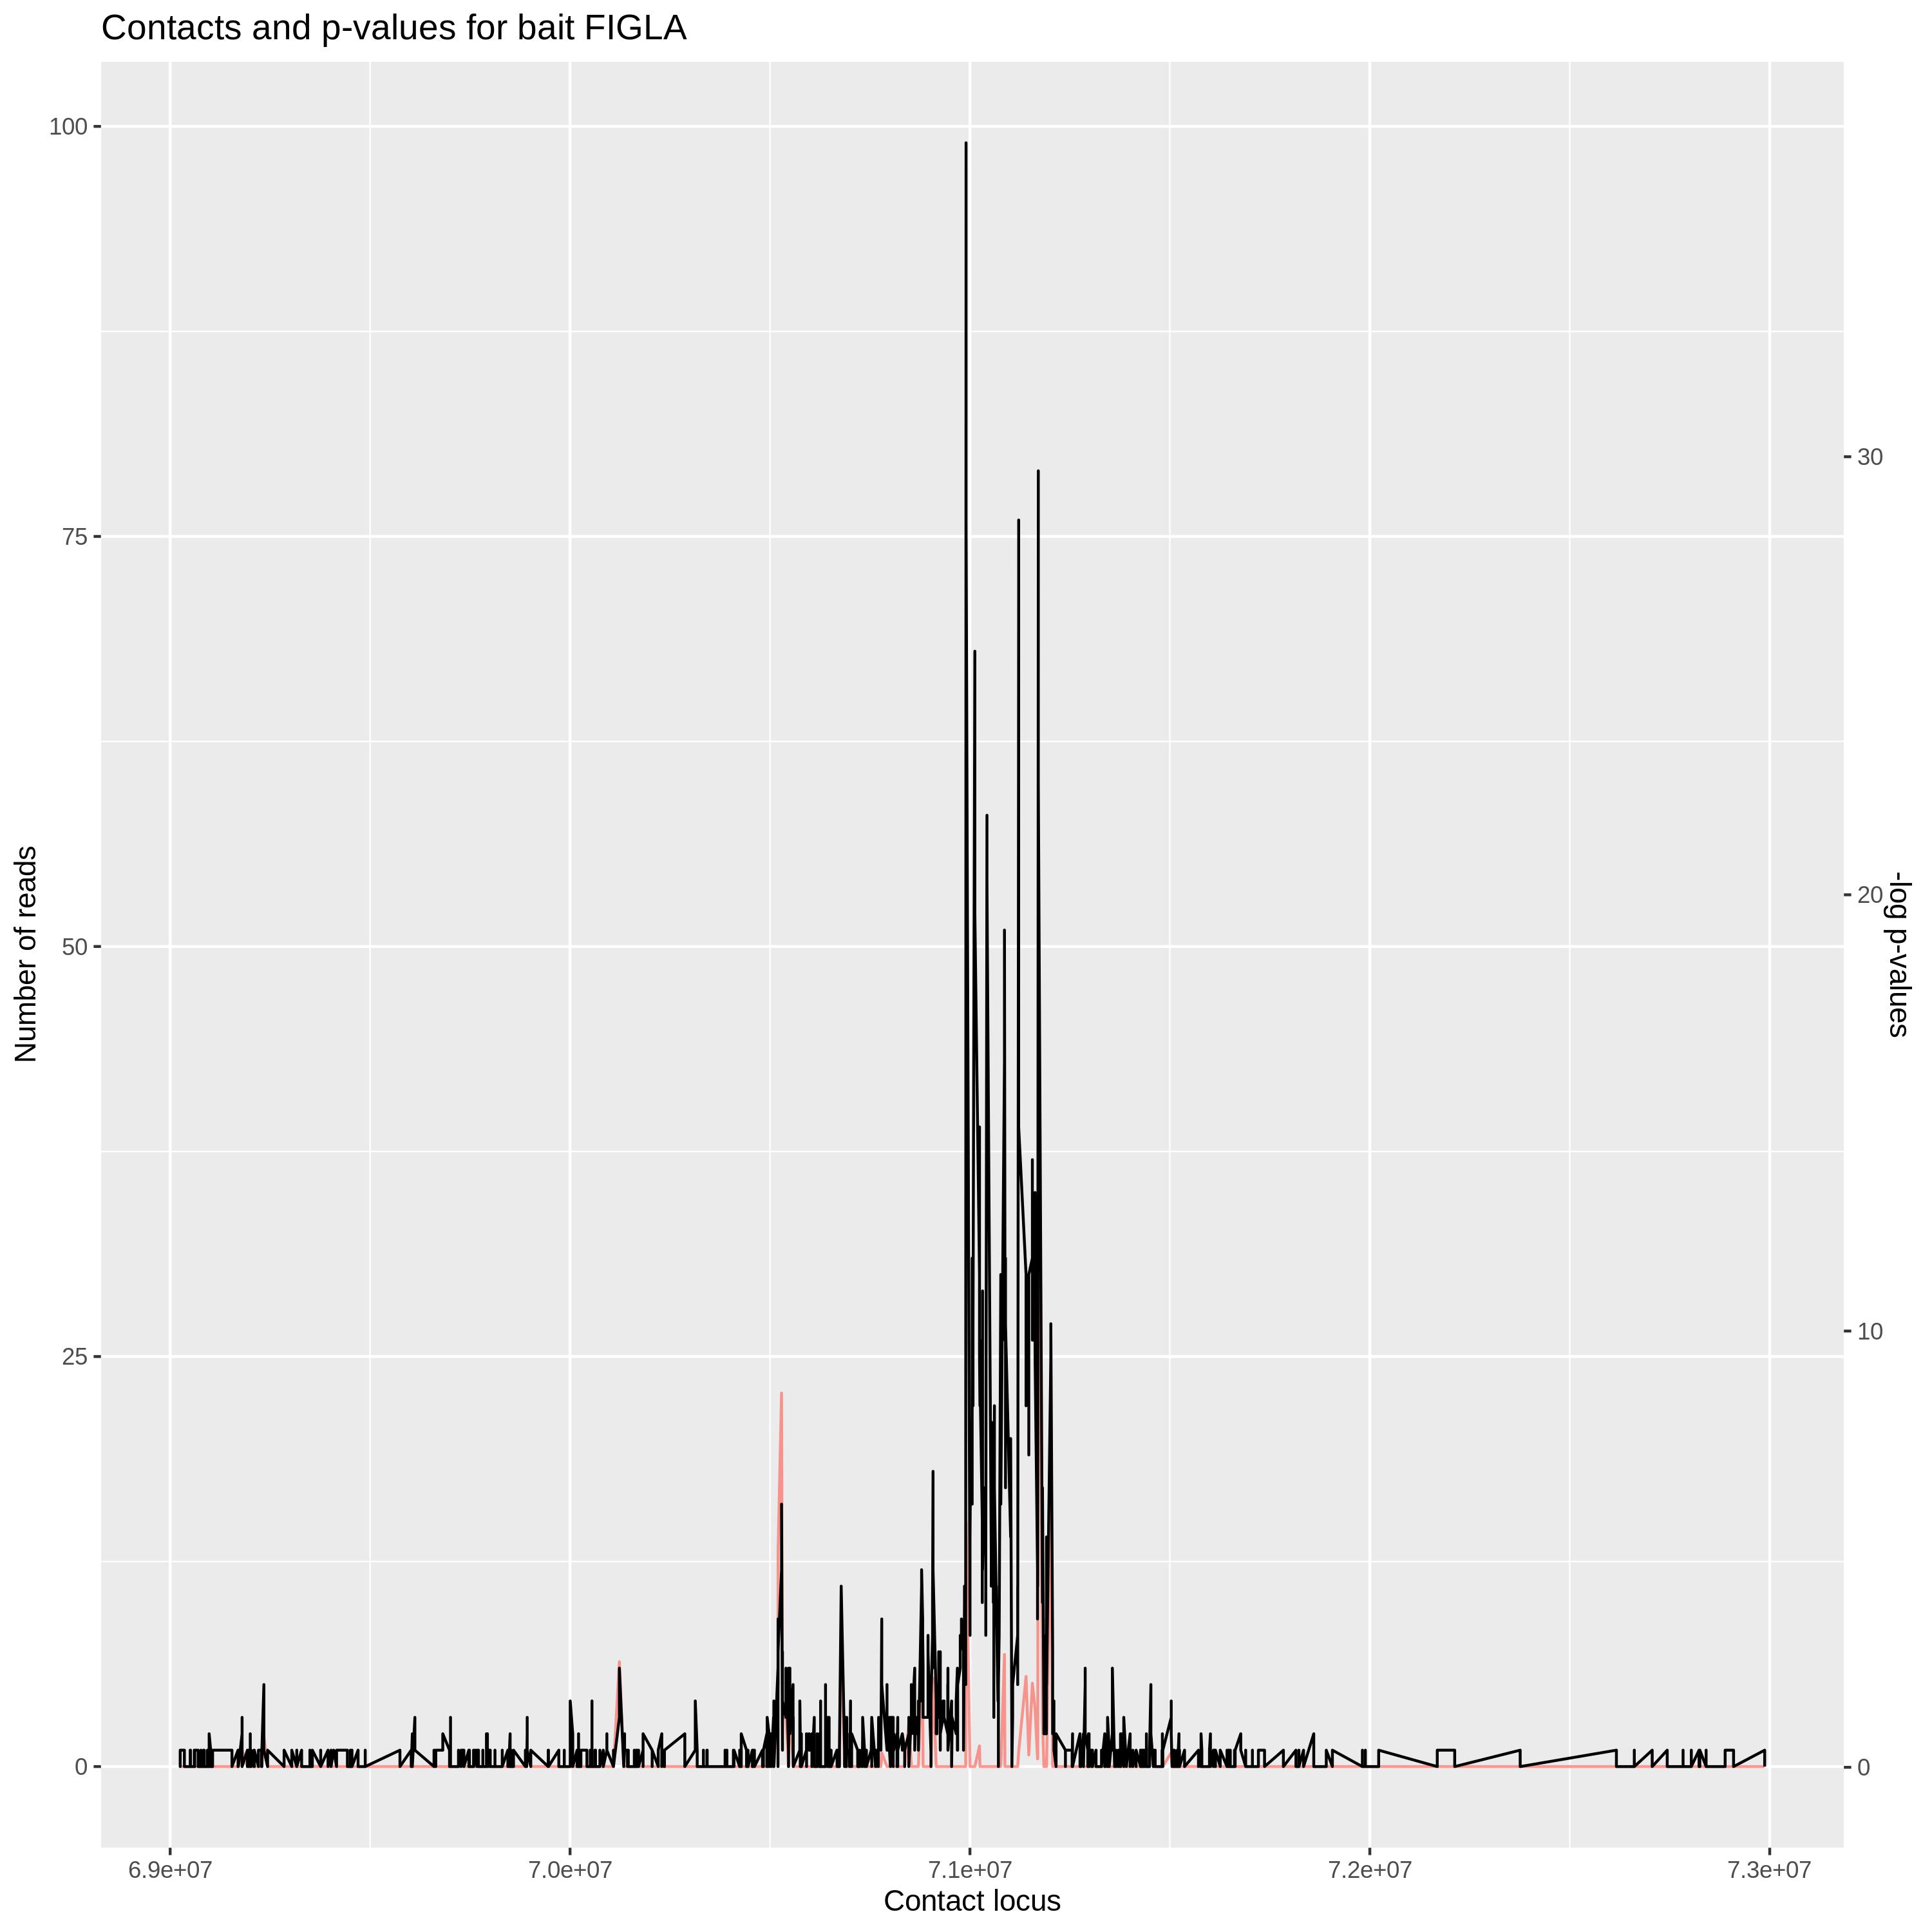 Contacts and p-values for bait FIGLA
100
75
50
25
0
Number of reads
30
20
10
0
-log p-values
6.9e+07
7.0e+07
7.1e+07
7.2e+07
7.3e+07
Contact locus